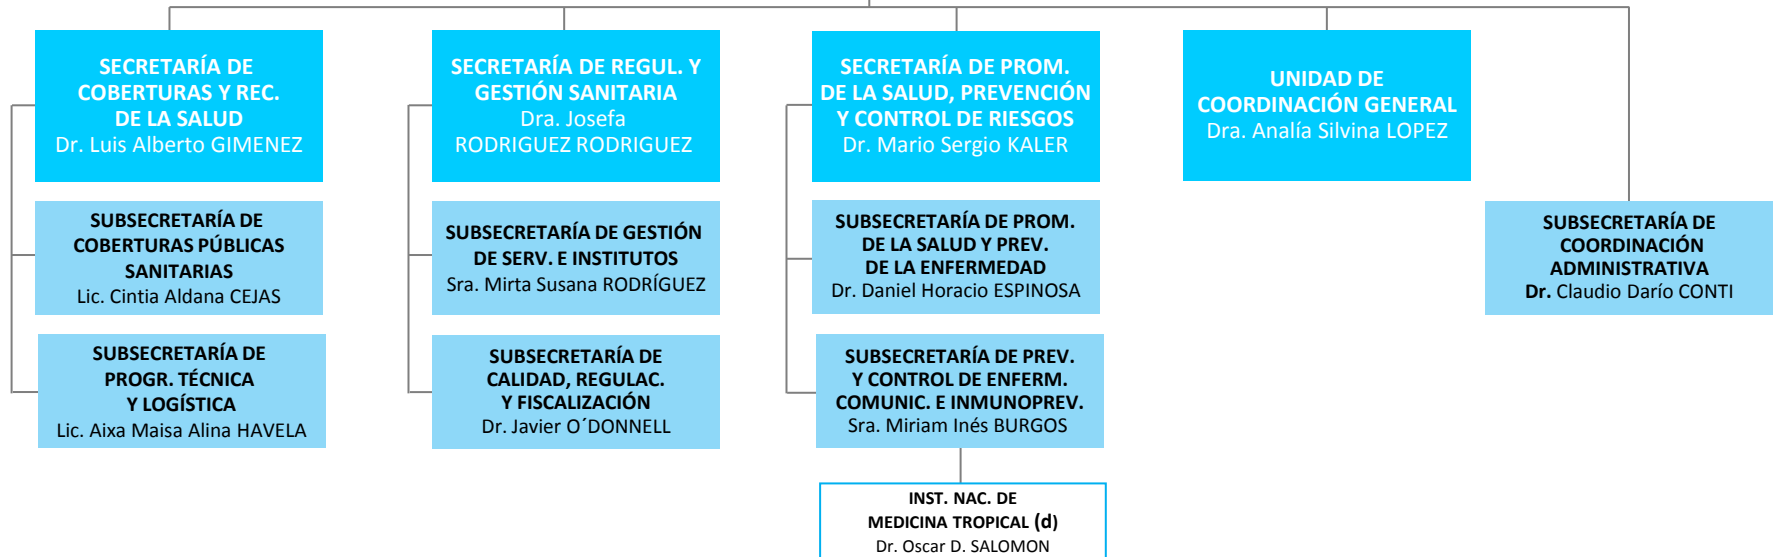 SECRETARÍA DE
COBERTURAS Y REC.
DE LA SALUD
Dr. Luis Alberto GIMENEZ
SECRETARÍA DE REGUL. Y
GESTIÓN SANITARIA
Dra. Josefa
RODRIGUEZ RODRIGUEZ
SECRETARÍA DE PROM.
DE LA SALUD, PREVENCIÓN
Y CONTROL DE RIESGOS
Dr. Mario Sergio KALER
UNIDAD DE
COORDINACIÓN GENERAL
Dra. Analía Silvina LOPEZ
SUBSECRETARÍA DE
COBERTURAS PÚBLICAS
SANITARIAS
Lic. Cintia Aldana CEJAS
SUBSECRETARÍA DE GESTIÓN
DE SERV. E INSTITUTOS
Sra. Mirta Susana RODRÍGUEZ
SUBSECRETARÍA DE PROM.
DE LA SALUD Y PREV.
DE LA ENFERMEDAD
Dr. Daniel Horacio ESPINOSA
SUBSECRETARÍA DE
COORDINACIÓN
ADMINISTRATIVA
Dr. Claudio Darío CONTI
SUBSECRETARÍA DE
PROGR. TÉCNICA
Y LOGÍSTICA
Lic. Aixa Maisa Alina HAVELA
SUBSECRETARÍA DE
CALIDAD, REGULAC.
Y FISCALIZACIÓN
Dr. Javier O´DONNELL
SUBSECRETARÍA DE PREV.
Y CONTROL DE ENFERM.
COMUNIC. E INMUNOPREV.
Sra. Miriam Inés BURGOS
INST. NAC. DE
MEDICINA TROPICAL (d)
Dr. Oscar D. SALOMON